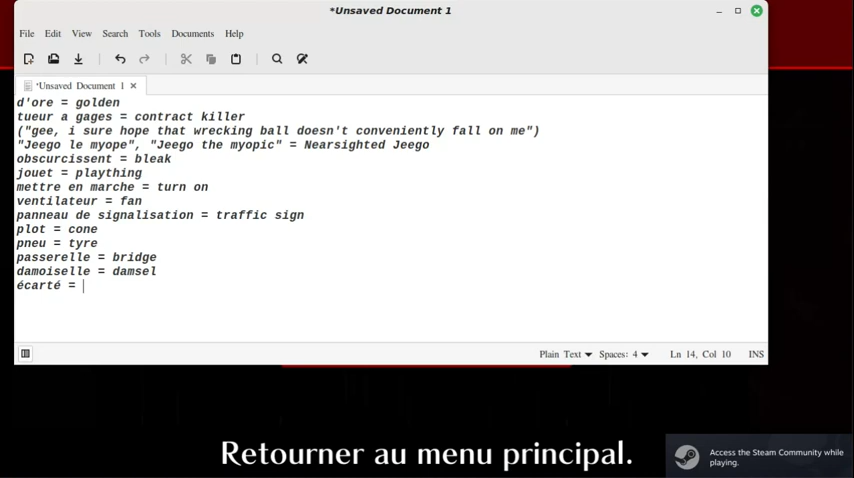 *Unsaved Document 1
File Edit View Search Tools Documents Help
*Unsaved Document 1
d'ore = golden
tueur a gages = contract killer
("gee, i sure hope that wrecking ball doesn't conveniently fall on me")
"Jeego le myope", "Jeego the myopic" = Nearsighted Jeego
obscurcissent = bleak
jouet = plaything
mettre en marche = turn on
ventilateur = fan
panneau de signalisation = traffic sign
plot = cone
pneu = tyre
passerelle = bridge
damoiselle = damsel
écarté =
Plain Text Spaces: 4 Ln 14, Col 10 INS
Retourner au menu principal.
Access the Steam Community while
playing.